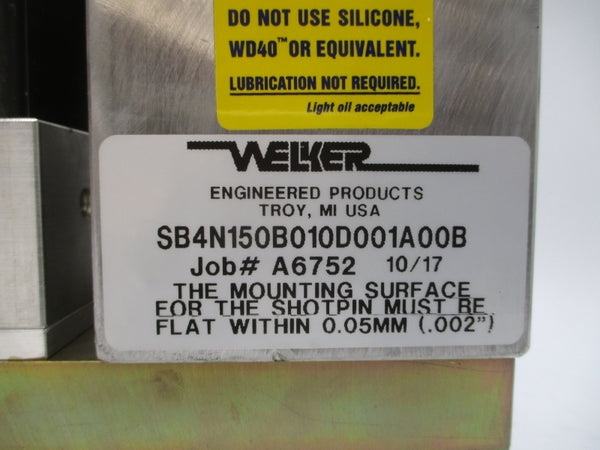 DO NOT USE SILICONE,
WD40™ OR EQUIVALENT.
LUBRICATION NOT REQUIRED.
Light oil acceptable
WELKER
ENGINEERED PRODUCTS
TROY, MI USA
SB4N150B010D001A00B
Job# A6752 10/17
THE MOUNTING SURFACE
FOR THE SHOTPIN MUST BE
FLAT WITHIN 0.05MM (.002")